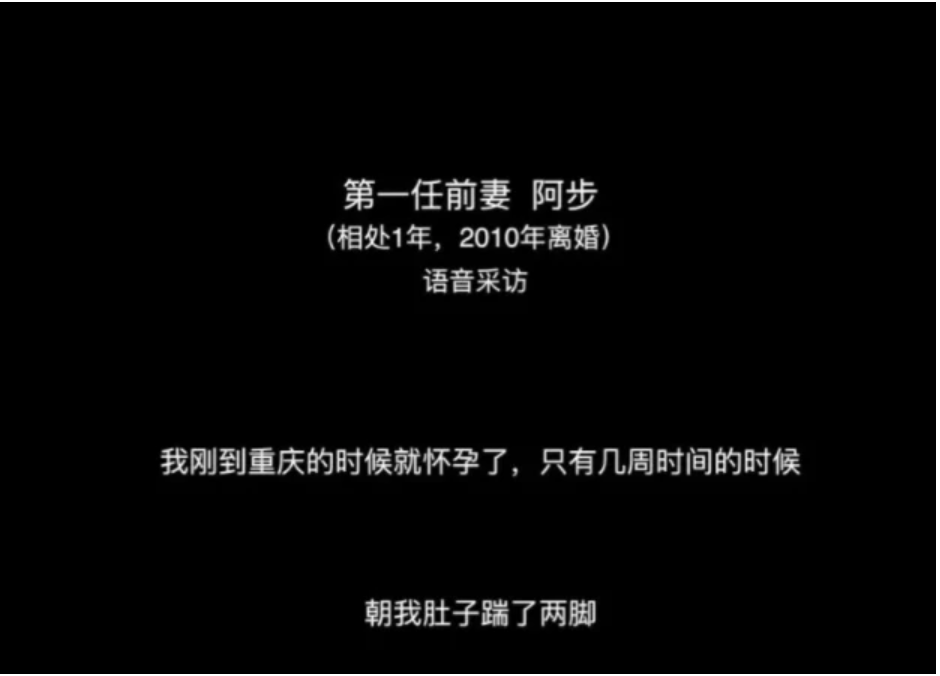 第一任前妻 阿步
（相处1年，2010年离婚）
语音采访
我刚到重庆的时候就怀孕了，只有几周时间的时候
朝我肚子踹了两脚